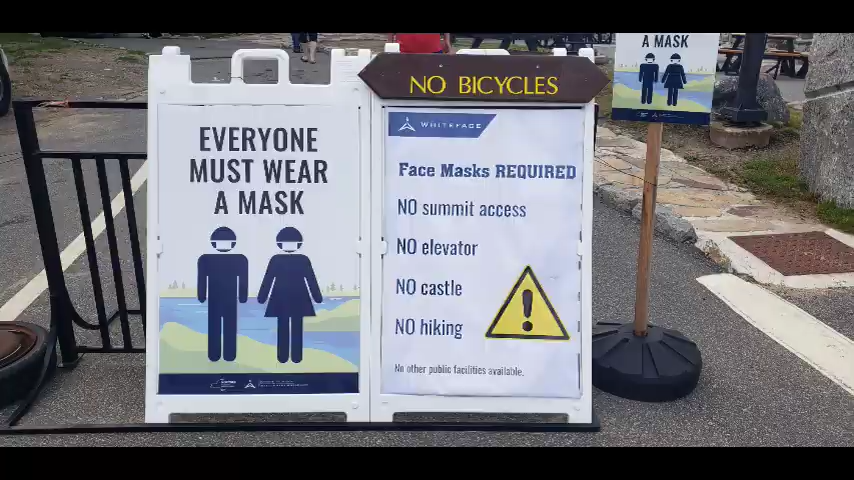 EVERYONE
MUST WEAR
A MASK
NO BICYCLES
WHITEFACE
Face Masks REQUIRED
NO summit access
NO elevator
NO castle
NO hiking
No other public facilities available.
A MASK